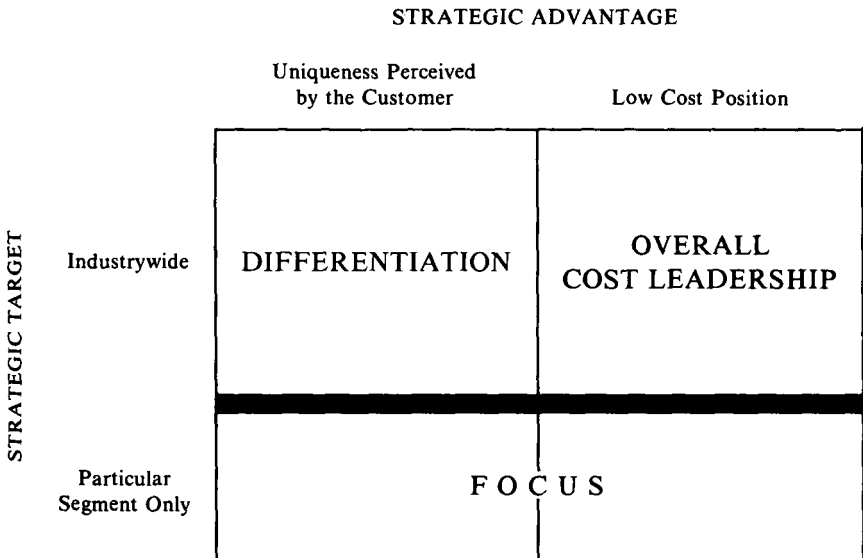 STRATEGIC ADVANTAGE
Uniqueness Perceived
by the Customer
Low Cost Position
STRATEGIC TARGET
Industrywide
DIFFERENTIATION
OVERALL
COST LEADERSHIP
Particular
Segment Only
FOCUS